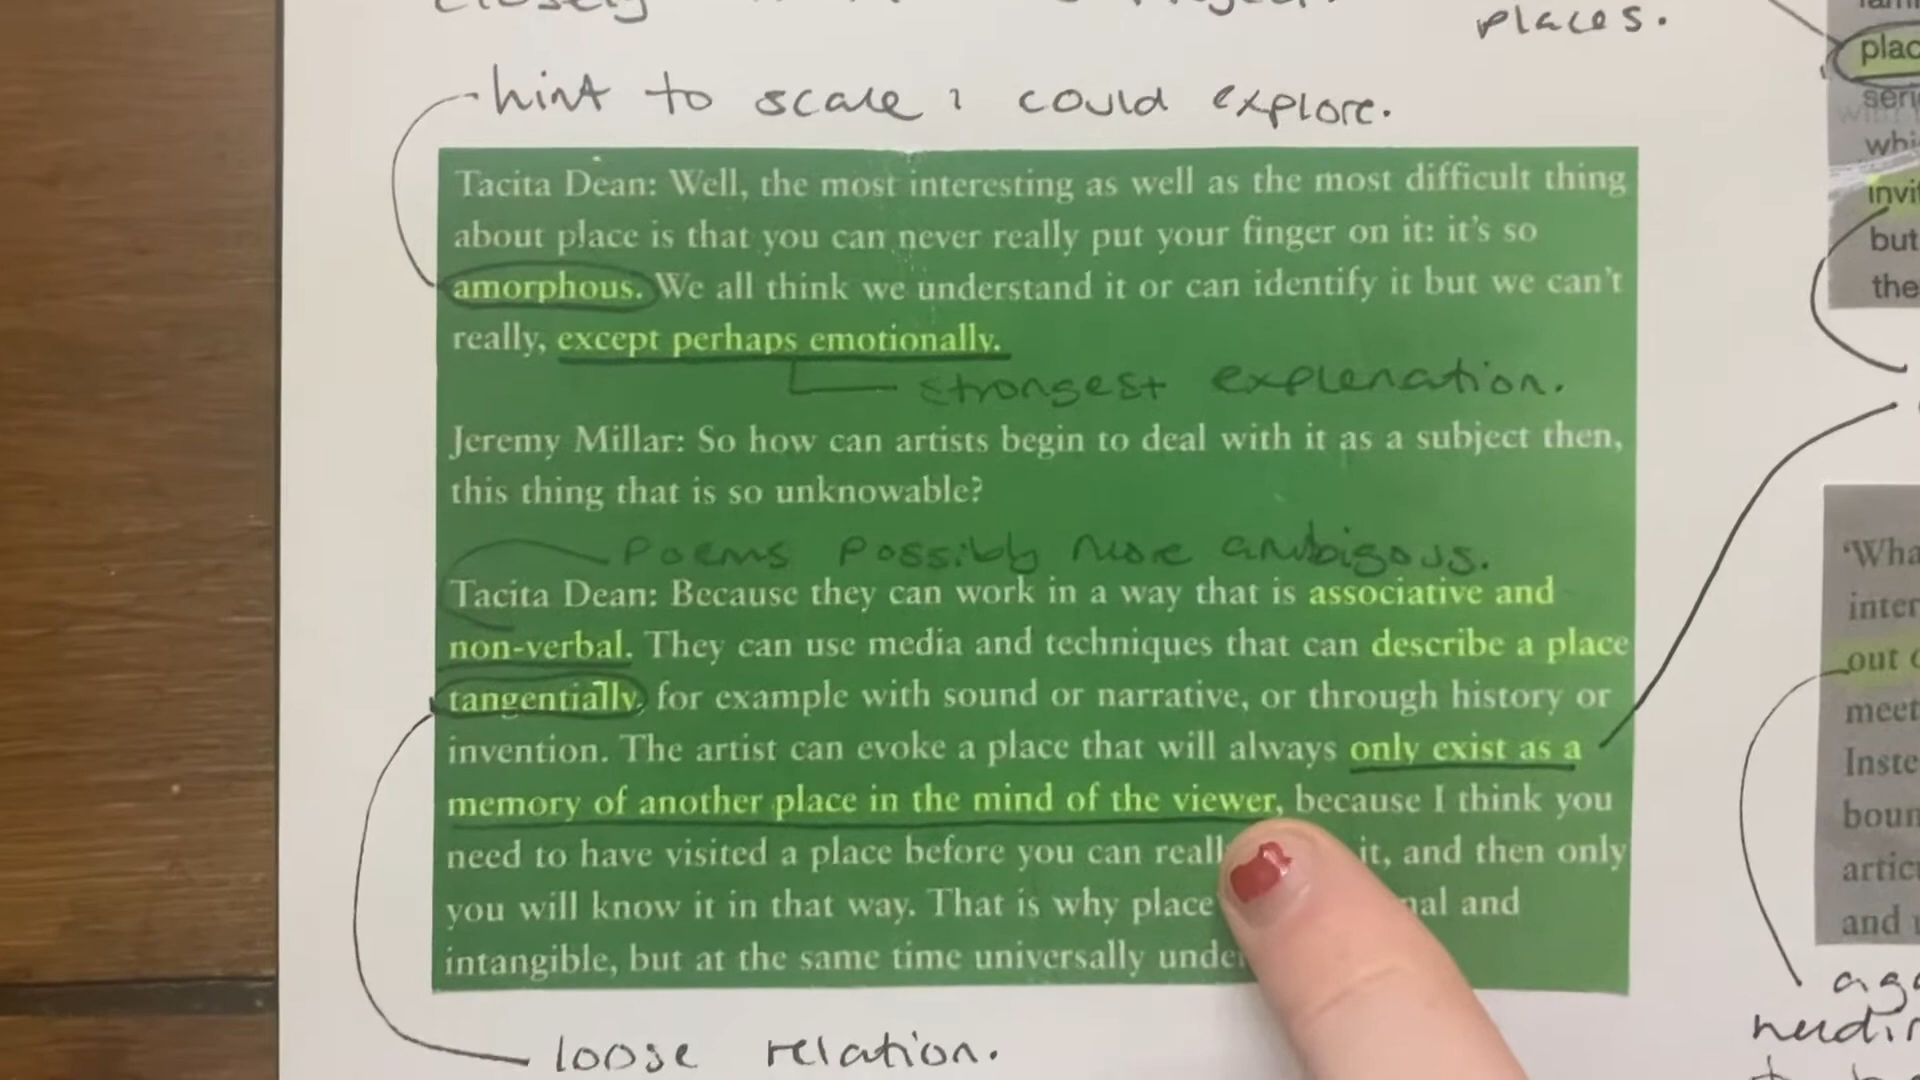 closely
places.
hint to scale i could explore.
Tacita Dean: Well, the most interesting as well as the most difficult thing
about place is that you can never really put your finger on it: it's so
amorphous. We all think we understand it or can identify it but we can't
really, except perhaps emotionally.
strongest explenation.
Jeremy Millar: So how can artists begin to deal with it as a subject then,
this thing that is so unknowable?
Poems possibly more ambigous.
Tacita Dean: Because they can work in a way that is associative and
non-verbal. They can use media and techniques that can describe a place
tangentially, for example with sound or narrative, or through history or
invention. The artist can evoke a place that will always only exist as a
memory of another place in the mind of the viewer, because I think you
need to have visited a place before you can it, and then only
you will know it in that way. That is why place and
intangible, but at the same time universally
loose relation.
plac
seri
whi
invi
but
the
'Wha
inter
out
meet
Inste
boun
artic
and